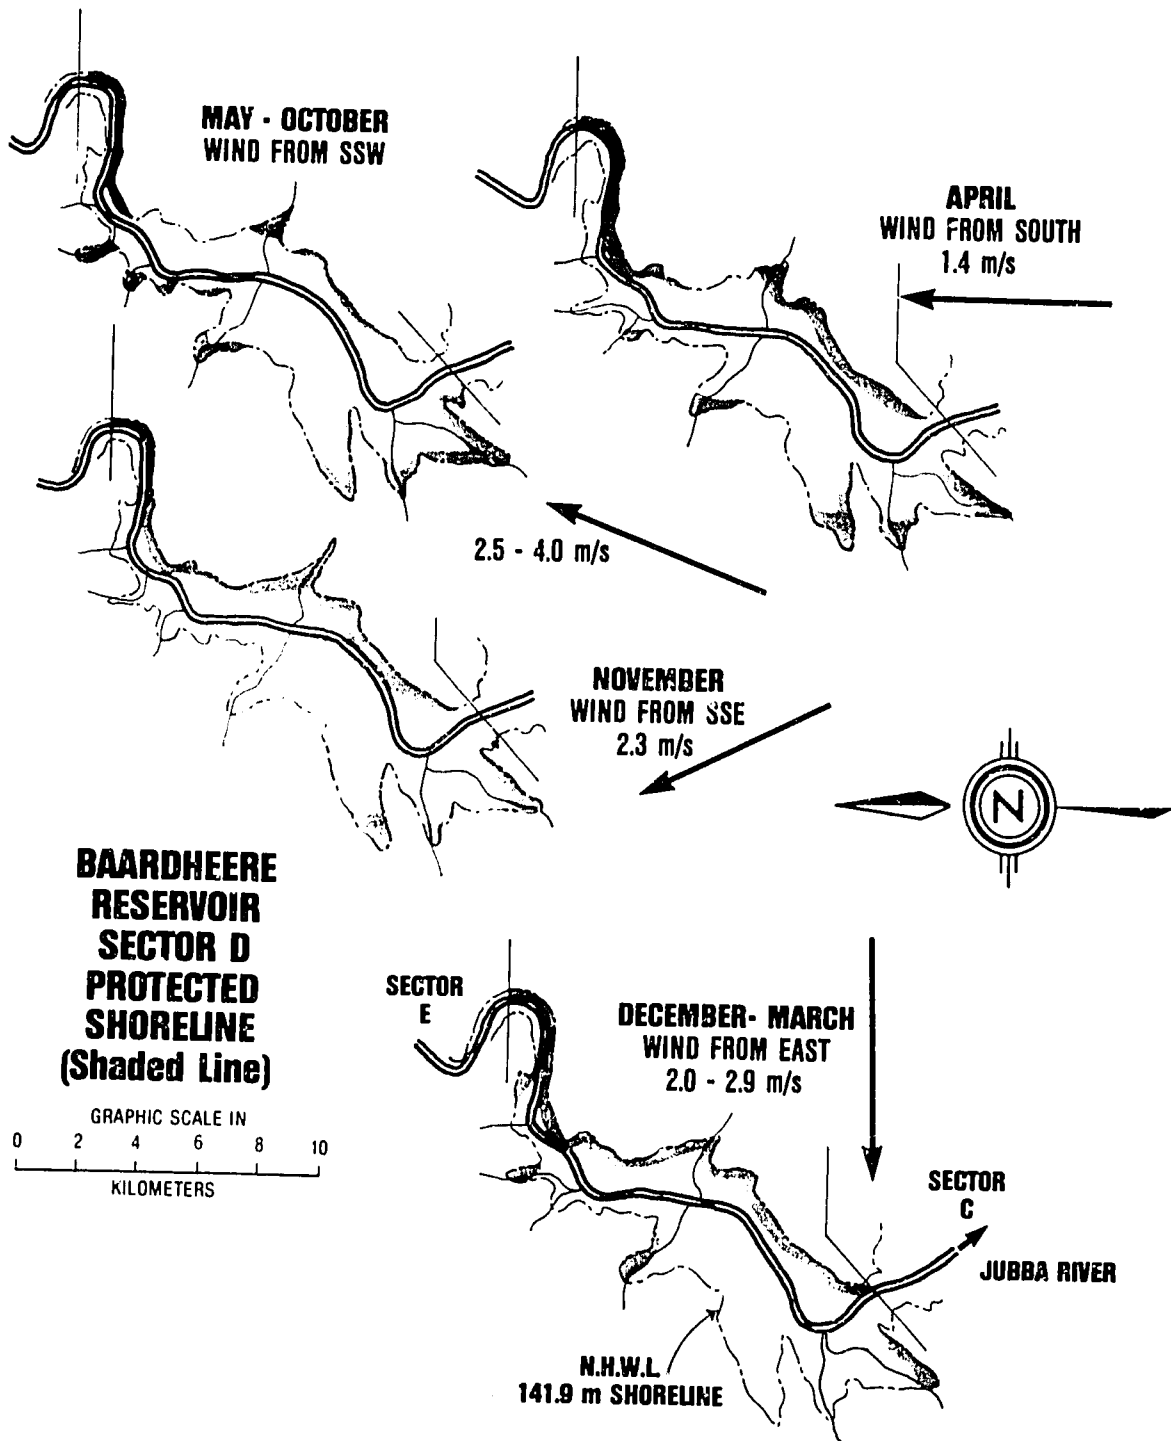 MAY - OCTOBER
WIND FROM SSW
APRIL
WIND FROM SOUTH
1.4 m/s
2.5 - 4.0 m/s
NOVEMBER
WIND FROM SSE
2.3 m/s
N
BAARDHEERE
RESERVOIR
SECTOR D
PROTECTED
SHORELINE
(Shaded Line)
GRAPHIC SCALE IN
0 2 4 6 8 10
KILOMETERS
SECTOR
E
DECEMBER- MARCH
WIND FROM EAST
2.0 - 2.9 m/s
SECTOR
C
JUBBA RIVER
N.H.W.L.
141.9 m SHORELINE